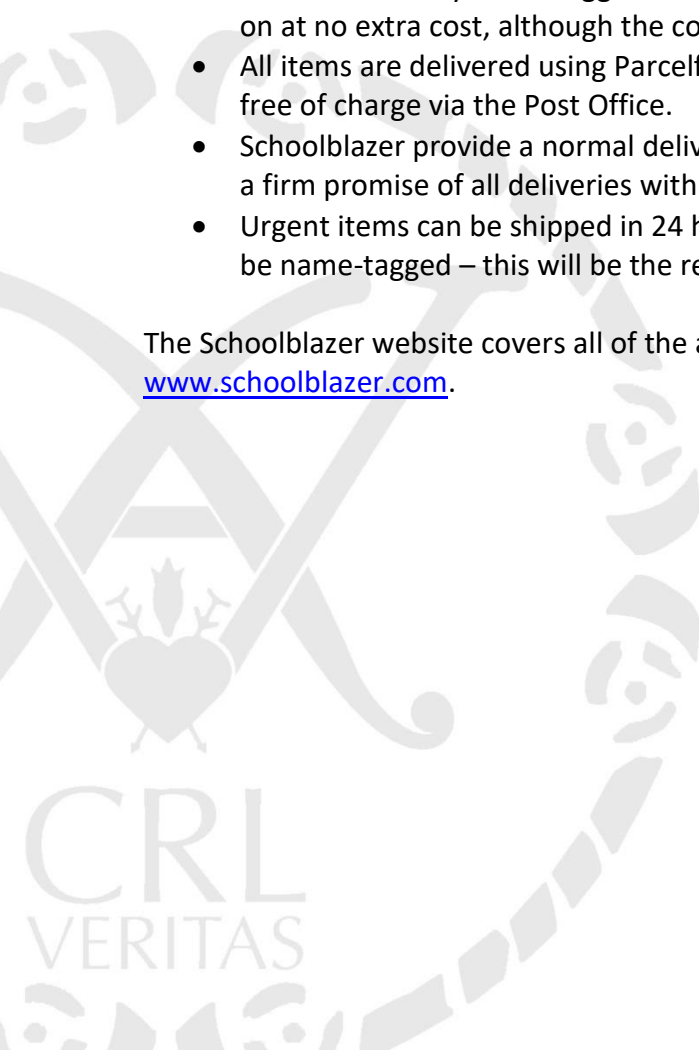 on at no extra cost, although the co
• All items are delivered using Parcelf
free of charge via the Post Office.
• Schoolblazer provide a normal deliv
a firm promise of all deliveries with
• Urgent items can be shipped in 24 h
be name-tagged – this will be the re
The Schoolblazer website covers all of the a
www.schoolblazer.com.
CRL
VERITAS